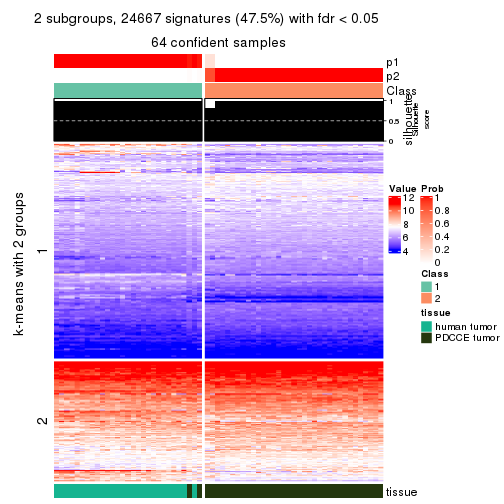 2 subgroups, 24667 signatures (47.5%) with fdr < 0.05
64 confident samples
p1
p2
Class
1
0.5
0
silhouette
Silhouette
score
k-means with 2 groups
1
2
Value
12
10
8
6
4
Prob
1
0.8
0.6
0.4
0.2
0
Class
1
2
tissue
human tumor
PDCCE tumor
tissue